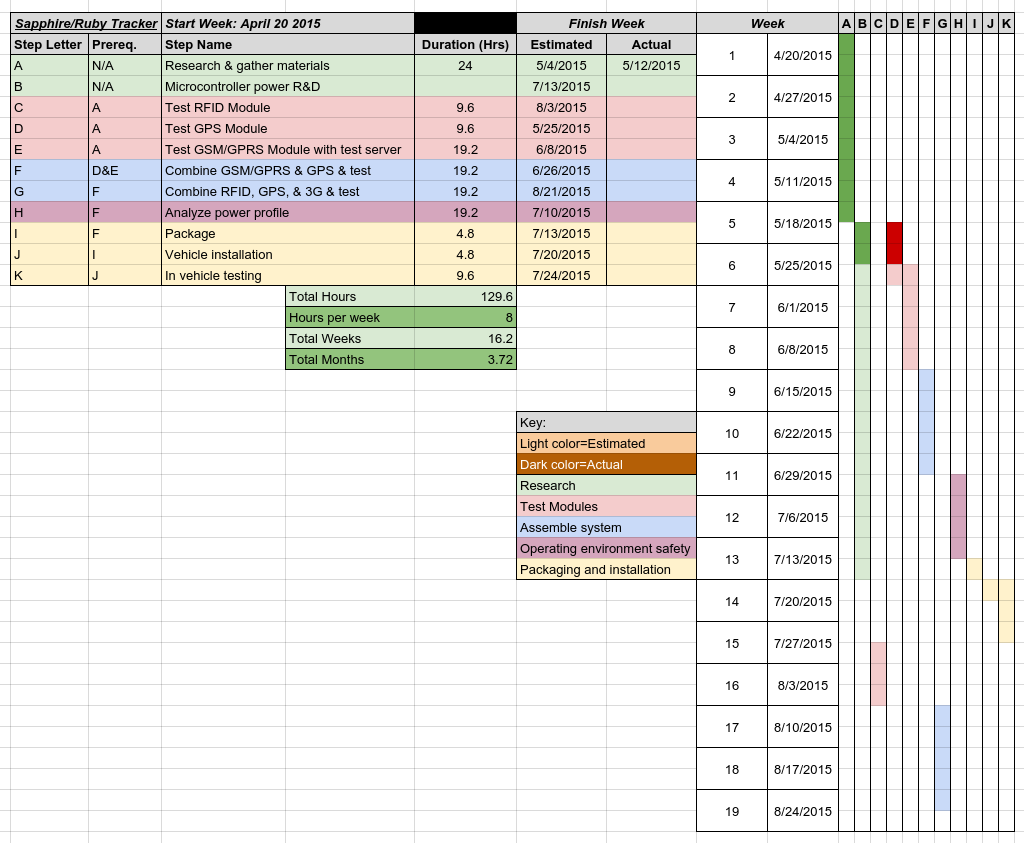 Sapphire/Ruby Tracker Start Week: April 20 2015 Finish Week Week A B C D E F G H I J K
Step Letter Prereq. Step Name Duration (Hrs) Estimated Actual
A N/A Research & gather materials 24 5/4/2015 5/12/2015
B N/A Microcontroller power R&D 7/13/2015
C A Test RFID Module 9.6 8/3/2015
D A Test GPS Module 9.6 5/25/2015
E A Test GSM/GPRS Module with test server 19.2 6/8/2015
F D&E Combine GSM/GPRS & GPS & test 19.2 6/26/2015
G F Combine RFID, GPS, & 3G & test 19.2 8/21/2015
H F Analyze power profile 19.2 7/10/2015
I F Package 4.8 7/13/2015
J I Vehicle installation 4.8 7/20/2015
K J In vehicle testing 9.6 7/24/2015
Total Hours 129.6
Hours per week 8
Total Weeks 16.2
Total Months 3.72
Key:
Light color=Estimated
Dark color=Actual
Research
Test Modules
Assemble system
Operating environment safety
Packaging and installation
1 4/20/2015
2 4/27/2015
3 5/4/2015
4 5/11/2015
5 5/18/2015
6 5/25/2015
7 6/1/2015
8 6/8/2015
9 6/15/2015
10 6/22/2015
11 6/29/2015
12 7/6/2015
13 7/13/2015
14 7/20/2015
15 7/27/2015
16 8/3/2015
17 8/10/2015
18 8/17/2015
19 8/24/2015